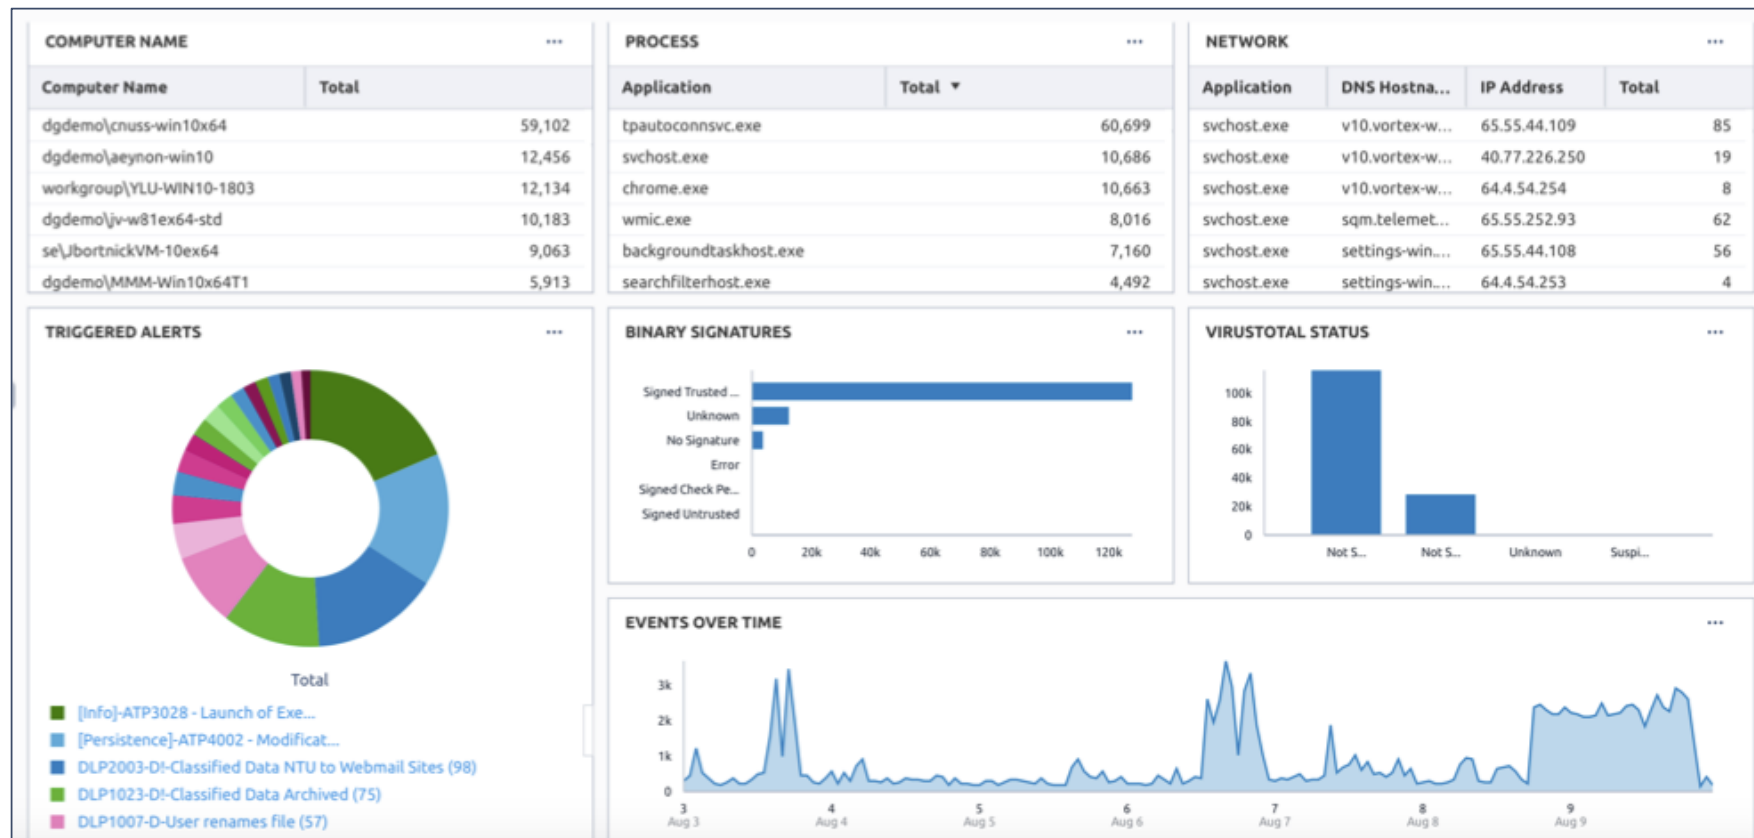 COMPUTER NAME ...
Computer Name Total
dgdemo\cnuss-win10x64 59,102
dgdemo\aeynon-win10 12,456
workgroup\YLU-WIN10-1803 12,134
dgdemo\jv-w81ex64-std 10,183
se\JbortnickVM-10ex64 9,063
dgdemo\MMM-Win10x64T1 5,913
PROCESS ...
Application Total ▼
tpautoconnsvc.exe 60,699
svchost.exe 10,686
chrome.exe 10,663
wmic.exe 8,016
backgroundtaskhost.exe 7,160
searchfilterhost.exe 4,492
NETWORK ...
Application DNS Hostna... IP Address Total
svchost.exe v10.vortex-w... 65.55.44.109 85
svchost.exe v10.vortex-w... 40.77.226.250 19
svchost.exe v10.vortex-w... 64.4.54.254 8
svchost.exe sqm.telemet... 65.55.252.93 62
svchost.exe settings-win.... 65.55.44.108 56
svchost.exe settings-win.... 64.4.54.253 4
TRIGGERED ALERTS ...
Total
[Info]-ATP3028 - Launch of Exe...
[Persistence]-ATP4002 - Modificat...
DLP2003-D!-Classified Data NTU to Webmail Sites (98)
DLP1023-D!-Classified Data Archived (75)
DLP1007-D-User renames file (57)
BINARY SIGNATURES ...
Signed Trusted ...
Unknown
No Signature
Error
Signed Check Pe...
Signed Untrusted
0 20k 40k 60k 80k 100k 120k
VIRUSTOTAL STATUS ...
100k
80k
60k
40k
20k
0
Not S... Not S... Unknown Suspi...
EVENTS OVER TIME ...
3k
2k
1k
0
3 4 5 6 7 8 9
Aug 3 Aug 4 Aug 5 Aug 6 Aug 7 Aug 8 Aug 9